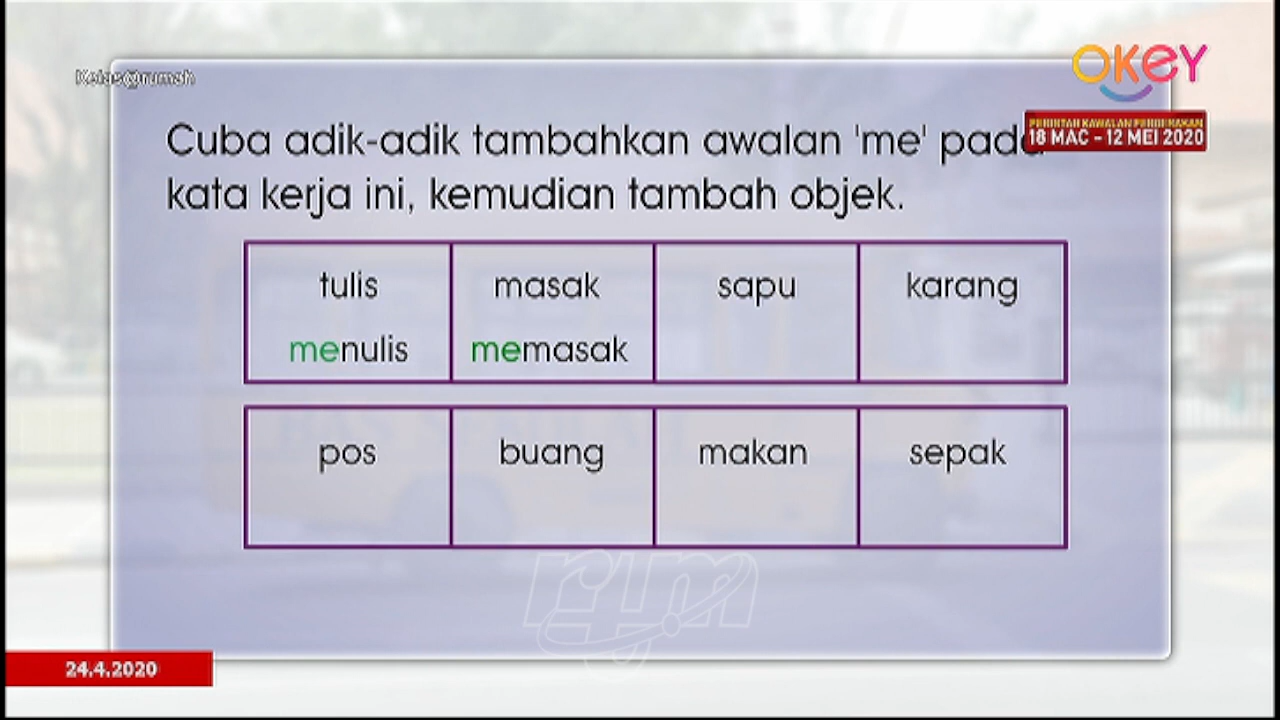 Kelas@rumah
OKEY
PERINTAH KAWALAN PERGERAKAN
18 MAC - 12 MEI 2020
Cuba adik-adik tambahkan awalan 'me' pada
kata kerja ini, kemudian tambah objek.
tulis masak sapu karang
menulis memasak
pos buang makan sepak
rtm
24.4.2020